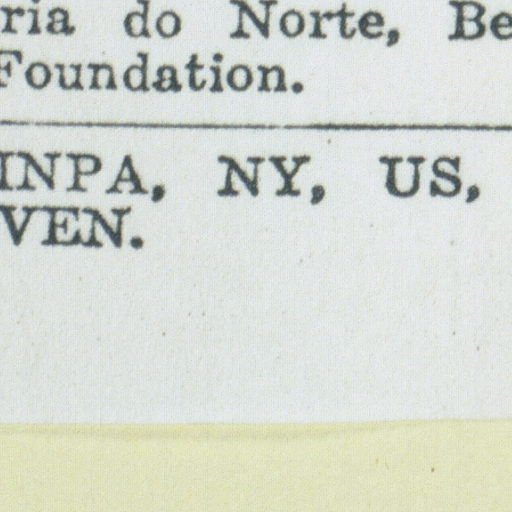 ria do Norte, Be
Foundation.
INPA, NY, US,
VEN.